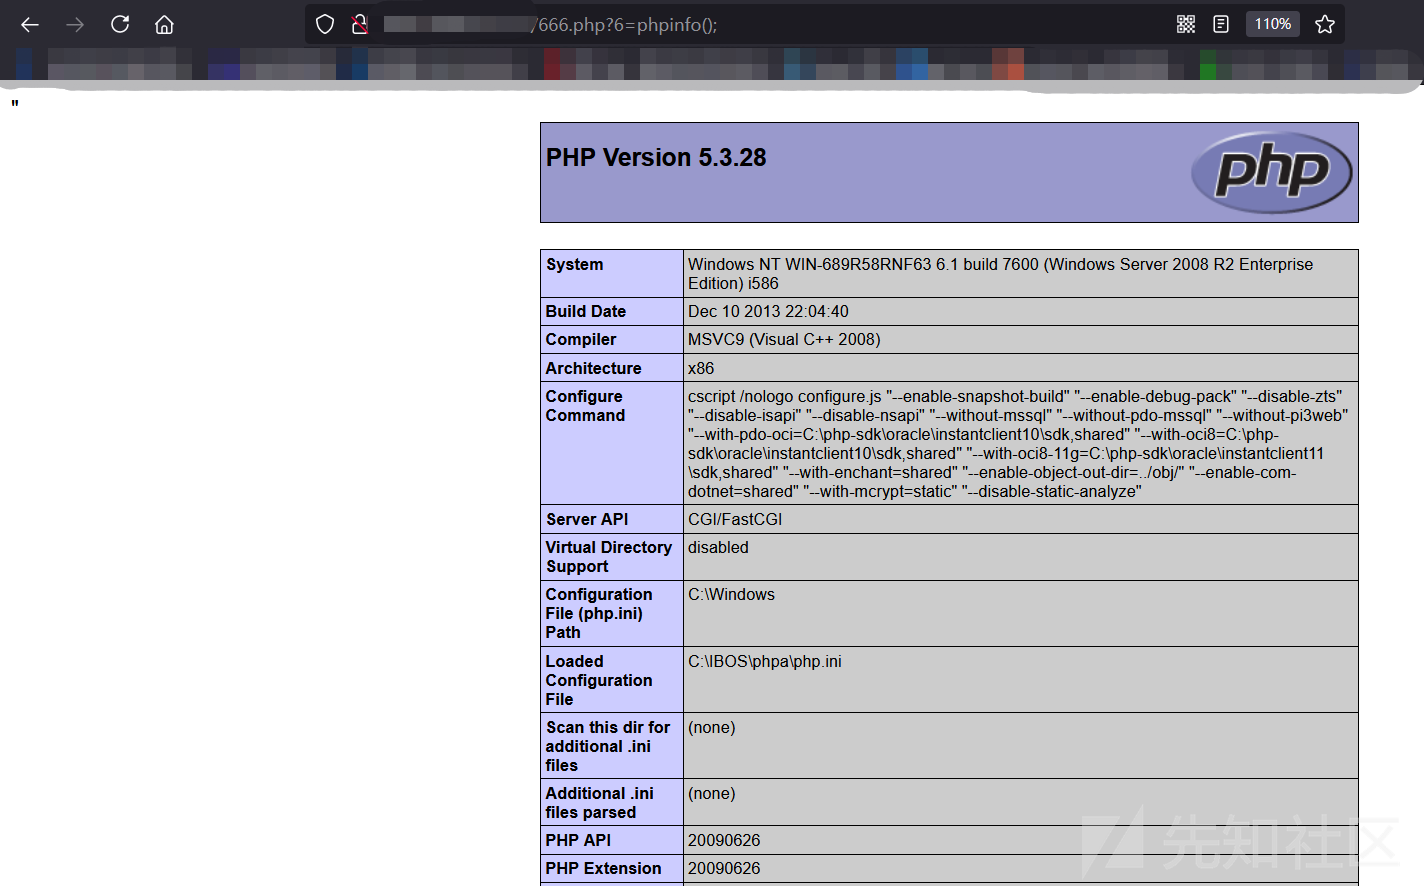 /666.php?6=phpinfo();
110%
"
PHP Version 5.3.28
php
System
Windows NT WIN-689R58RNF63 6.1 build 7600 (Windows Server 2008 R2 Enterprise
Edition) i586
Build Date
Dec 10 2013 22:04:40
Compiler
MSVC9 (Visual C++ 2008)
Architecture
x86
Configure
Command
cscript /nologo configure.js "--enable-snapshot-build" "--enable-debug-pack" "--disable-zts"
"--disable-isapi" "--disable-nsapi" "--without-mssql" "--without-pdo-mssql" "--without-pi3web"
"--with-pdo-oci=C:\php-sdk\oracle\instantclient10\sdk,shared" "--with-oci8=C:\php-
sdk\oracle\instantclient10\sdk,shared" "--with-oci8-11g=C:\php-sdk\oracle\instantclient11
\sdk,shared" "--with-enchant=shared" "--enable-object-out-dir=../obj/" "--enable-com-
dotnet=shared" "--with-mcrypt=static" "--disable-static-analyze"
Server API
CGI/FastCGI
Virtual Directory
Support
disabled
Configuration
File (php.ini)
Path
C:\Windows
Loaded
Configuration
File
C:\IBOS\phpa\php.ini
Scan this dir for
additional .ini
files
(none)
Additional .ini
files parsed
(none)
PHP API
20090626
PHP Extension
20090626
先知社区